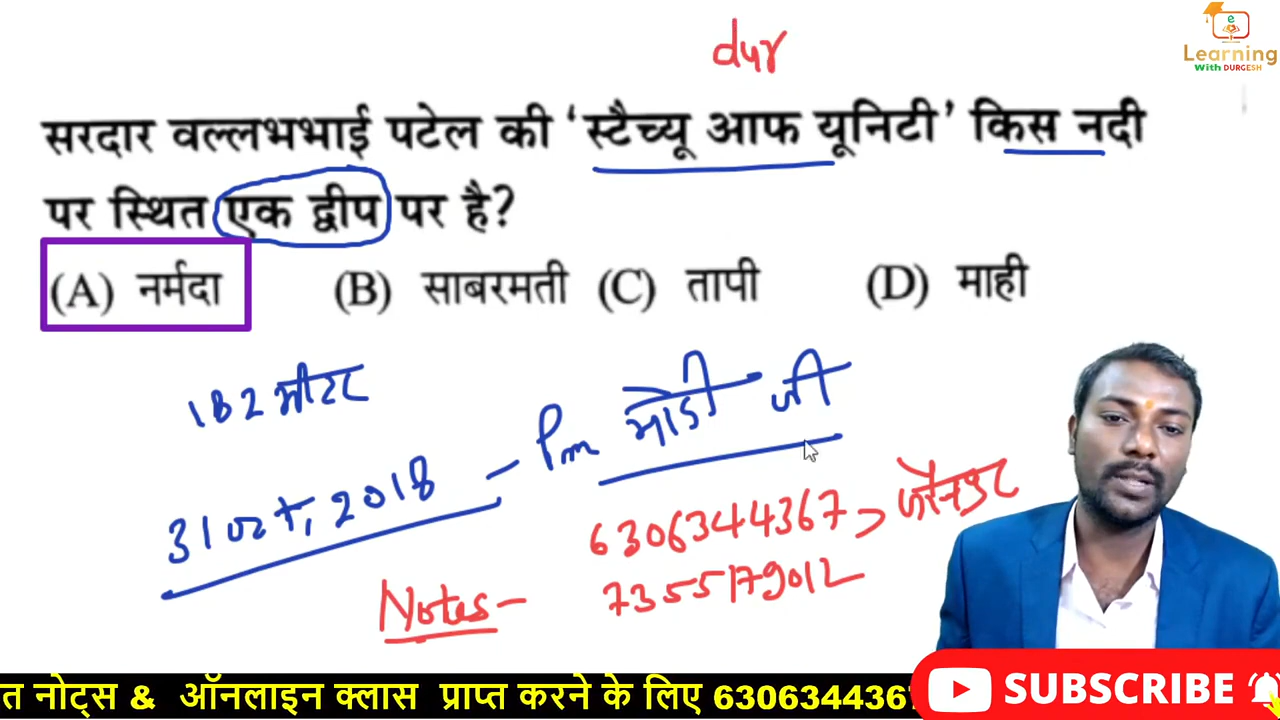 dur
e
Learning
With DURGESH
सरदार वल्लभभाई पटेल की 'स्टैच्यू आफ यूनिटी' किस नदी
पर स्थित एक द्वीप पर है?
(A) नर्मदा (B) साबरमती (C) तापी (D) माही
182 मीटर
31 oct, 2018 – Pm मोदी जी
6306344367
Notes – 7355179012
त नोट्स & ऑनलाइन क्लास प्राप्त करने के लिए 6306344367
SUBSCRIBE